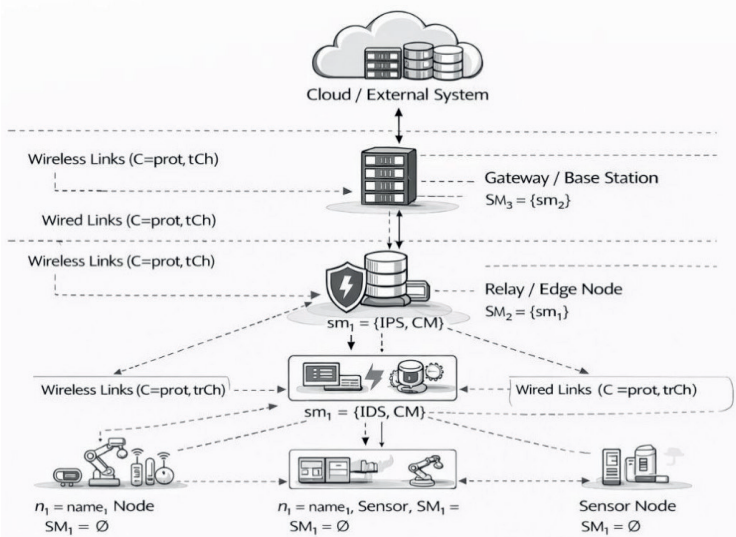 Cloud / External System
Wireless Links (C=prot, tCh)
Gateway / Base Station
SM₃ = {sm₂}
Wired Links (C=prot, tCh)
Wireless Links (C=prot, tCh)
Relay / Edge Node
SM₂ = {sm₁}
sm₁ = {IPS, CM}
Wireless Links (C=prot, trCh)
Wired Links (C =prot, trCh)
sm₁ = {IDS, CM}
n₁ = name₁ Node
SM₁ = Ø
n₁ = name₁, Sensor, SM₁ =
SM₁ = Ø
Sensor Node
SM₁ = Ø